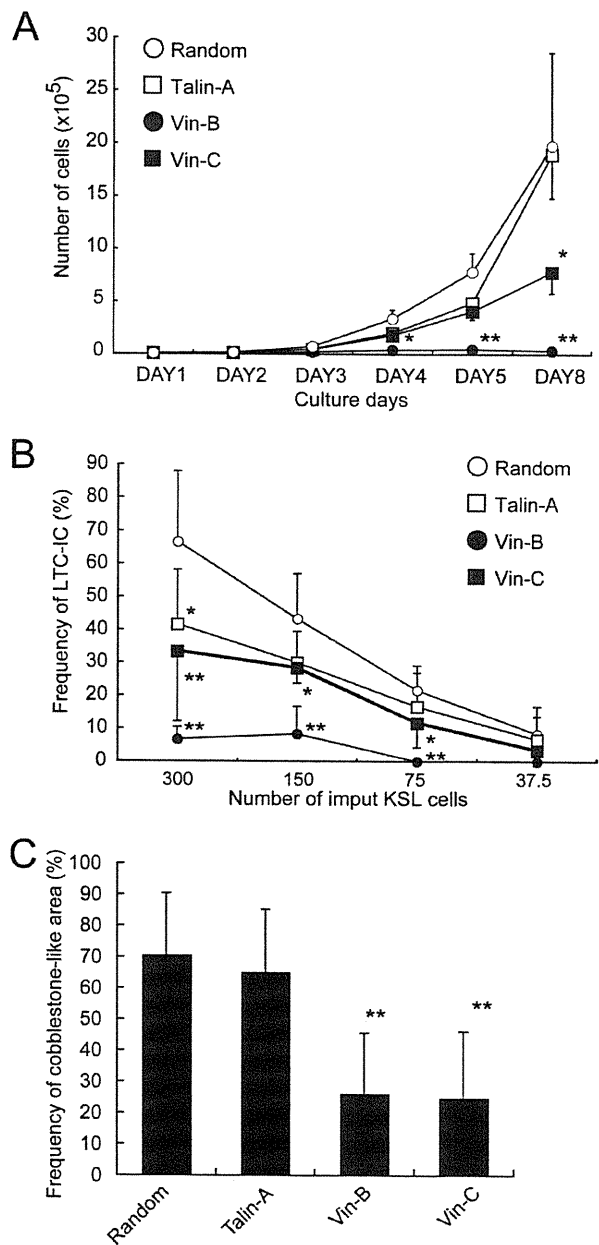 A
30
25
20
15
10
5
0
Number of cells (x10^5)
Random
Talin-A
Vin-B
Vin-C
*
*
**
**
DAY1 DAY2 DAY3 DAY4 DAY5 DAY8
Culture days
B
90
80
70
60
50
40
30
20
10
0
Frequency of LTC-IC (%)
Random
Talin-A
Vin-B
Vin-C
*
**
*
**
**
*
**
300 150 75 37.5
Number of imput KSL cells
C
100
90
80
70
60
50
40
30
20
10
0
Frequency of cobblestone-like area (%)
** **
Random Talin-A Vin-B Vin-C